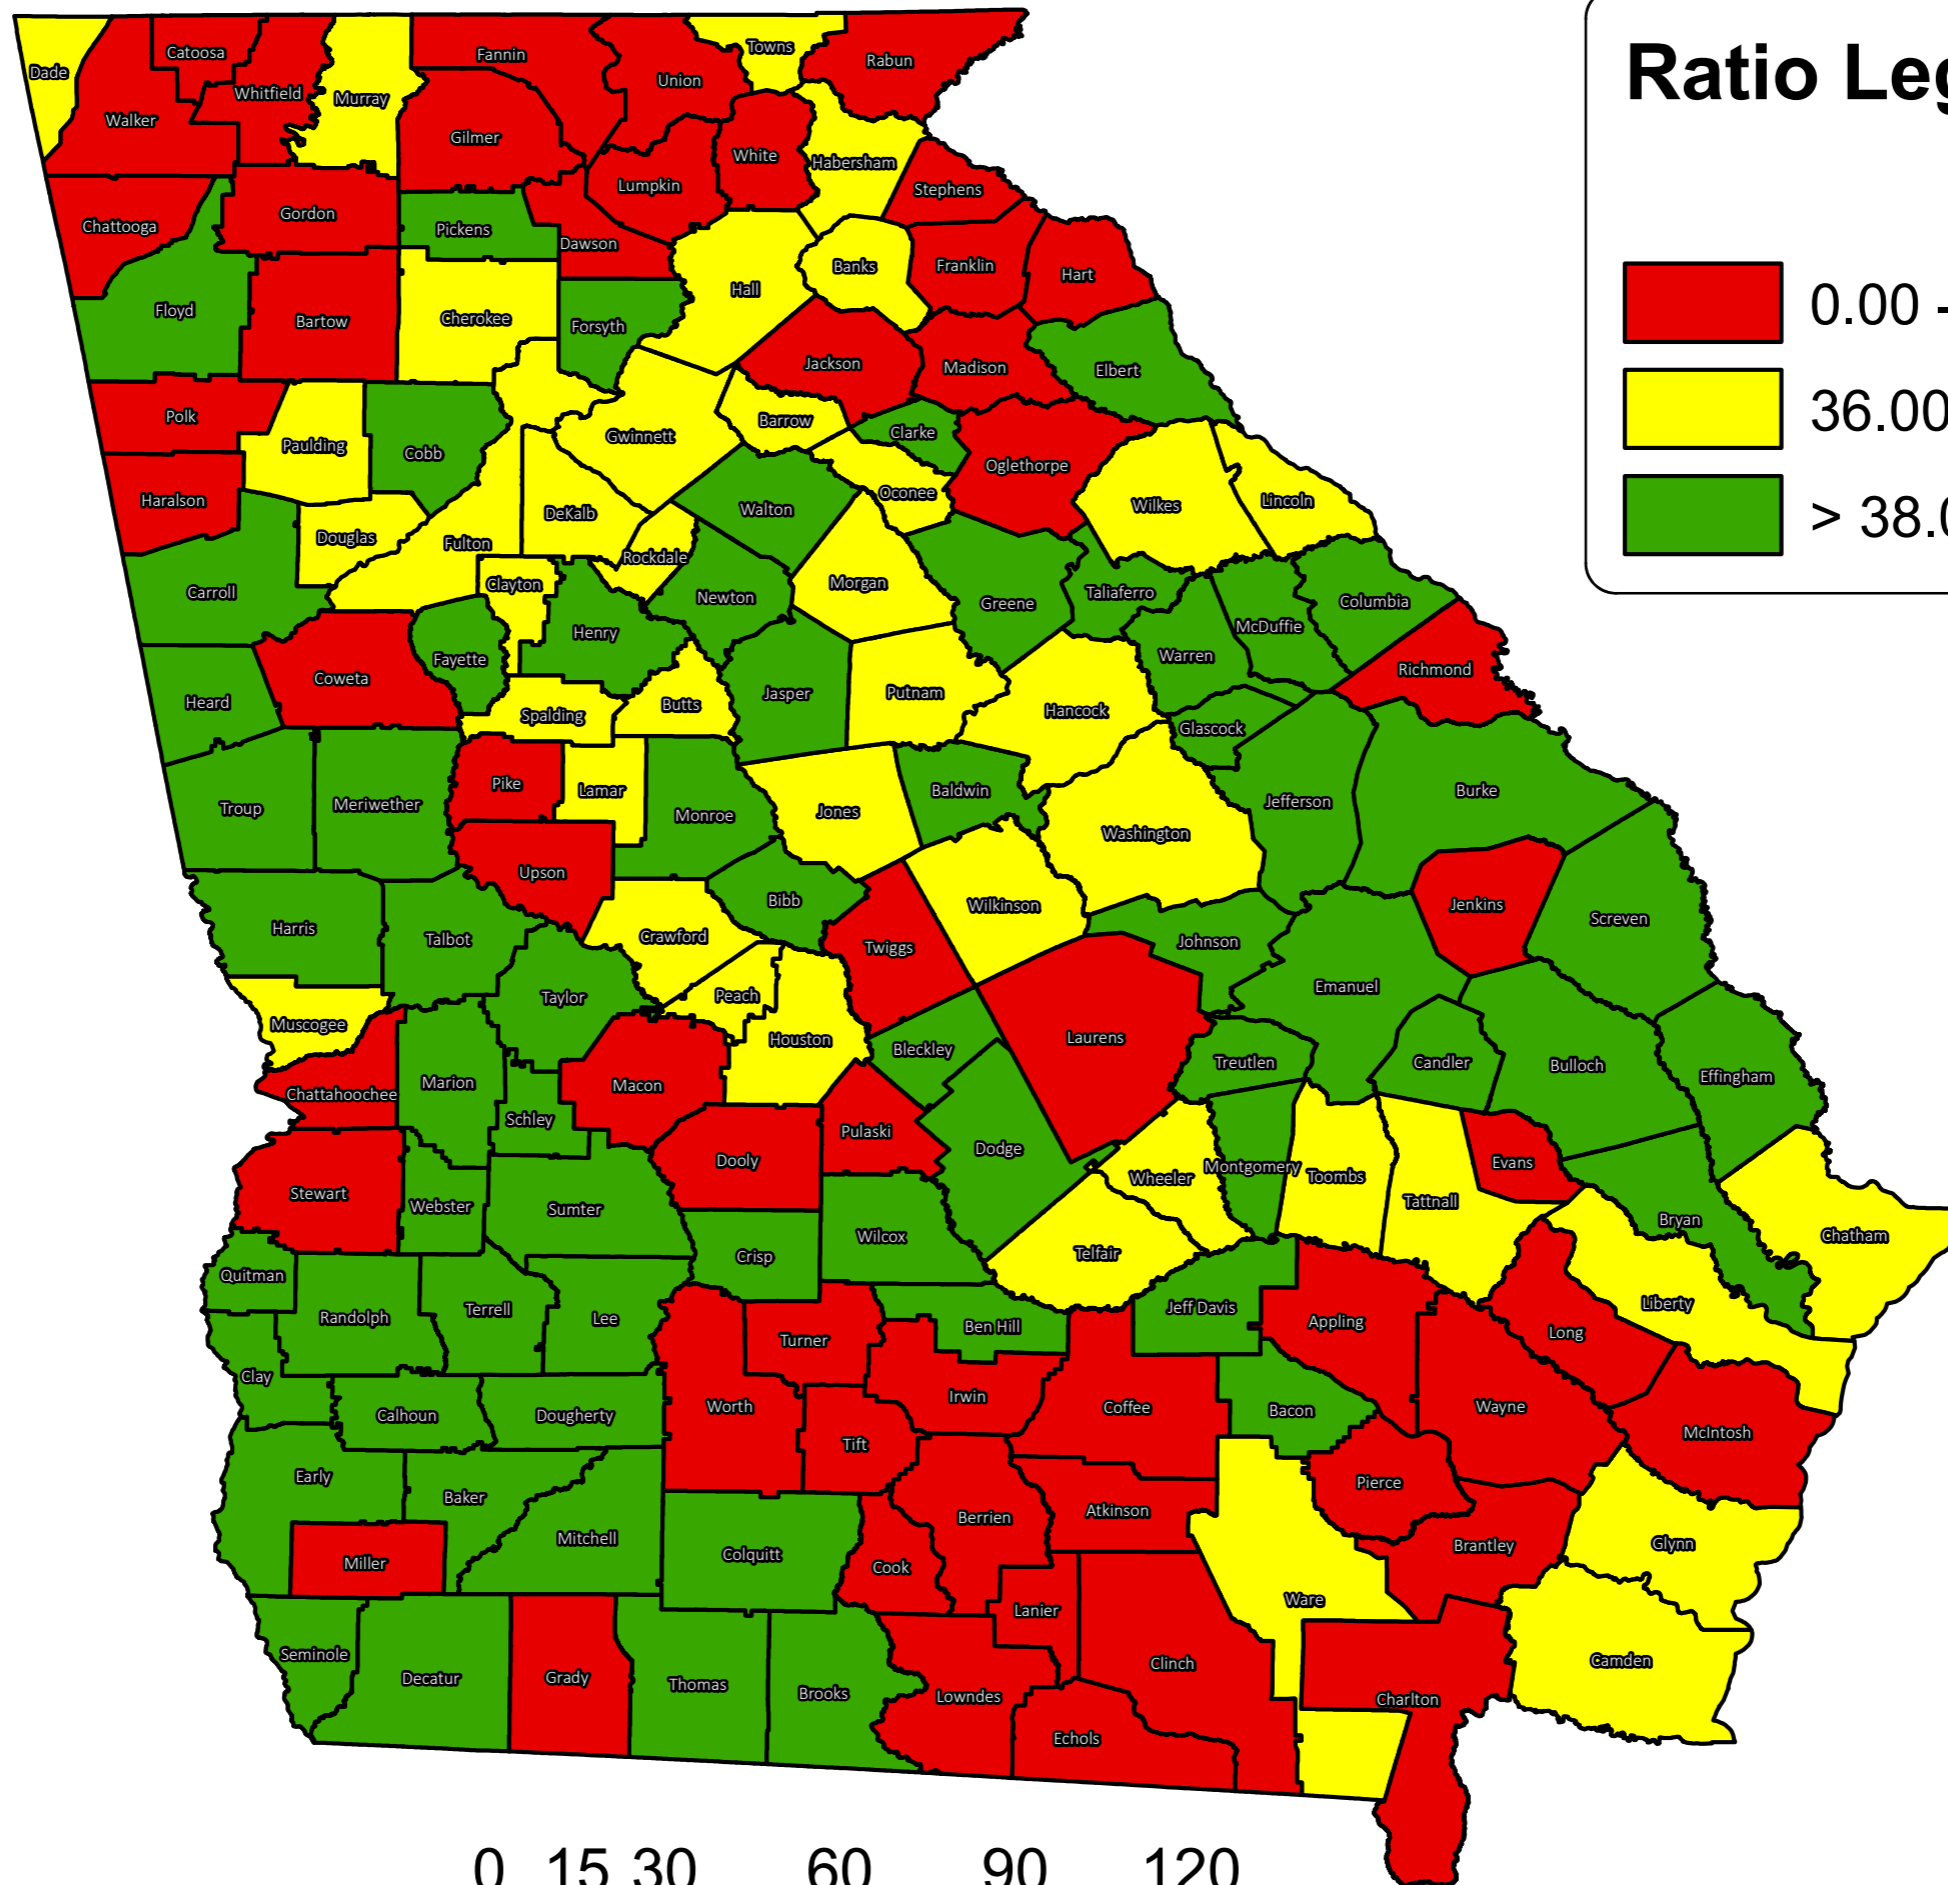 Ratio Leg
0.00 -
36.00
> 38.0
Dade
Catoosa
Walker
Whitfield
Murray
Fannin
Gilmer
Union
Towns
Rabun
White
Habersham
Lumpkin
Stephens
Chattooga
Gordon
Pickens
Dawson
Hall
Banks
Franklin
Hart
Floyd
Bartow
Cherokee
Forsyth
Jackson
Madison
Elbert
Polk
Paulding
Cobb
Gwinnett
Barrow
Clarke
Oglethorpe
Haralson
Douglas
Fulton
DeKalb
Rockdale
Walton
Oconee
Wilkes
Lincoln
Carroll
Clayton
Henry
Newton
Morgan
Greene
Taliaferro
McDuffie
Columbia
Heard
Coweta
Fayette
Spalding
Butts
Jasper
Putnam
Hancock
Warren
Glascock
Richmond
Troup
Meriwether
Pike
Lamar
Monroe
Jones
Baldwin
Washington
Jefferson
Burke
Upson
Bibb
Wilkinson
Jenkins
Screven
Harris
Talbot
Crawford
Twiggs
Johnson
Muscogee
Taylor
Peach
Houston
Bleckley
Laurens
Emanuel
Treutlen
Candler
Bulloch
Effingham
Chattahoochee
Marion
Schley
Macon
Pulaski
Dodge
Dooly
Wheeler
Montgomery
Toombs
Tattnall
Evans
Stewart
Webster
Sumter
Crisp
Wilcox
Telfair
Bryan
Chatham
Quitman
Randolph
Terrell
Lee
Turner
Ben Hill
Jeff Davis
Appling
Long
Liberty
Clay
Calhoun
Dougherty
Worth
Tift
Irwin
Coffee
Bacon
Wayne
McIntosh
Early
Baker
Mitchell
Colquitt
Cook
Berrien
Atkinson
Pierce
Brantley
Glynn
Miller
Lanier
Ware
Seminole
Decatur
Grady
Thomas
Brooks
Lowndes
Echols
Clinch
Charlton
Camden
0 15 30 60 90 120